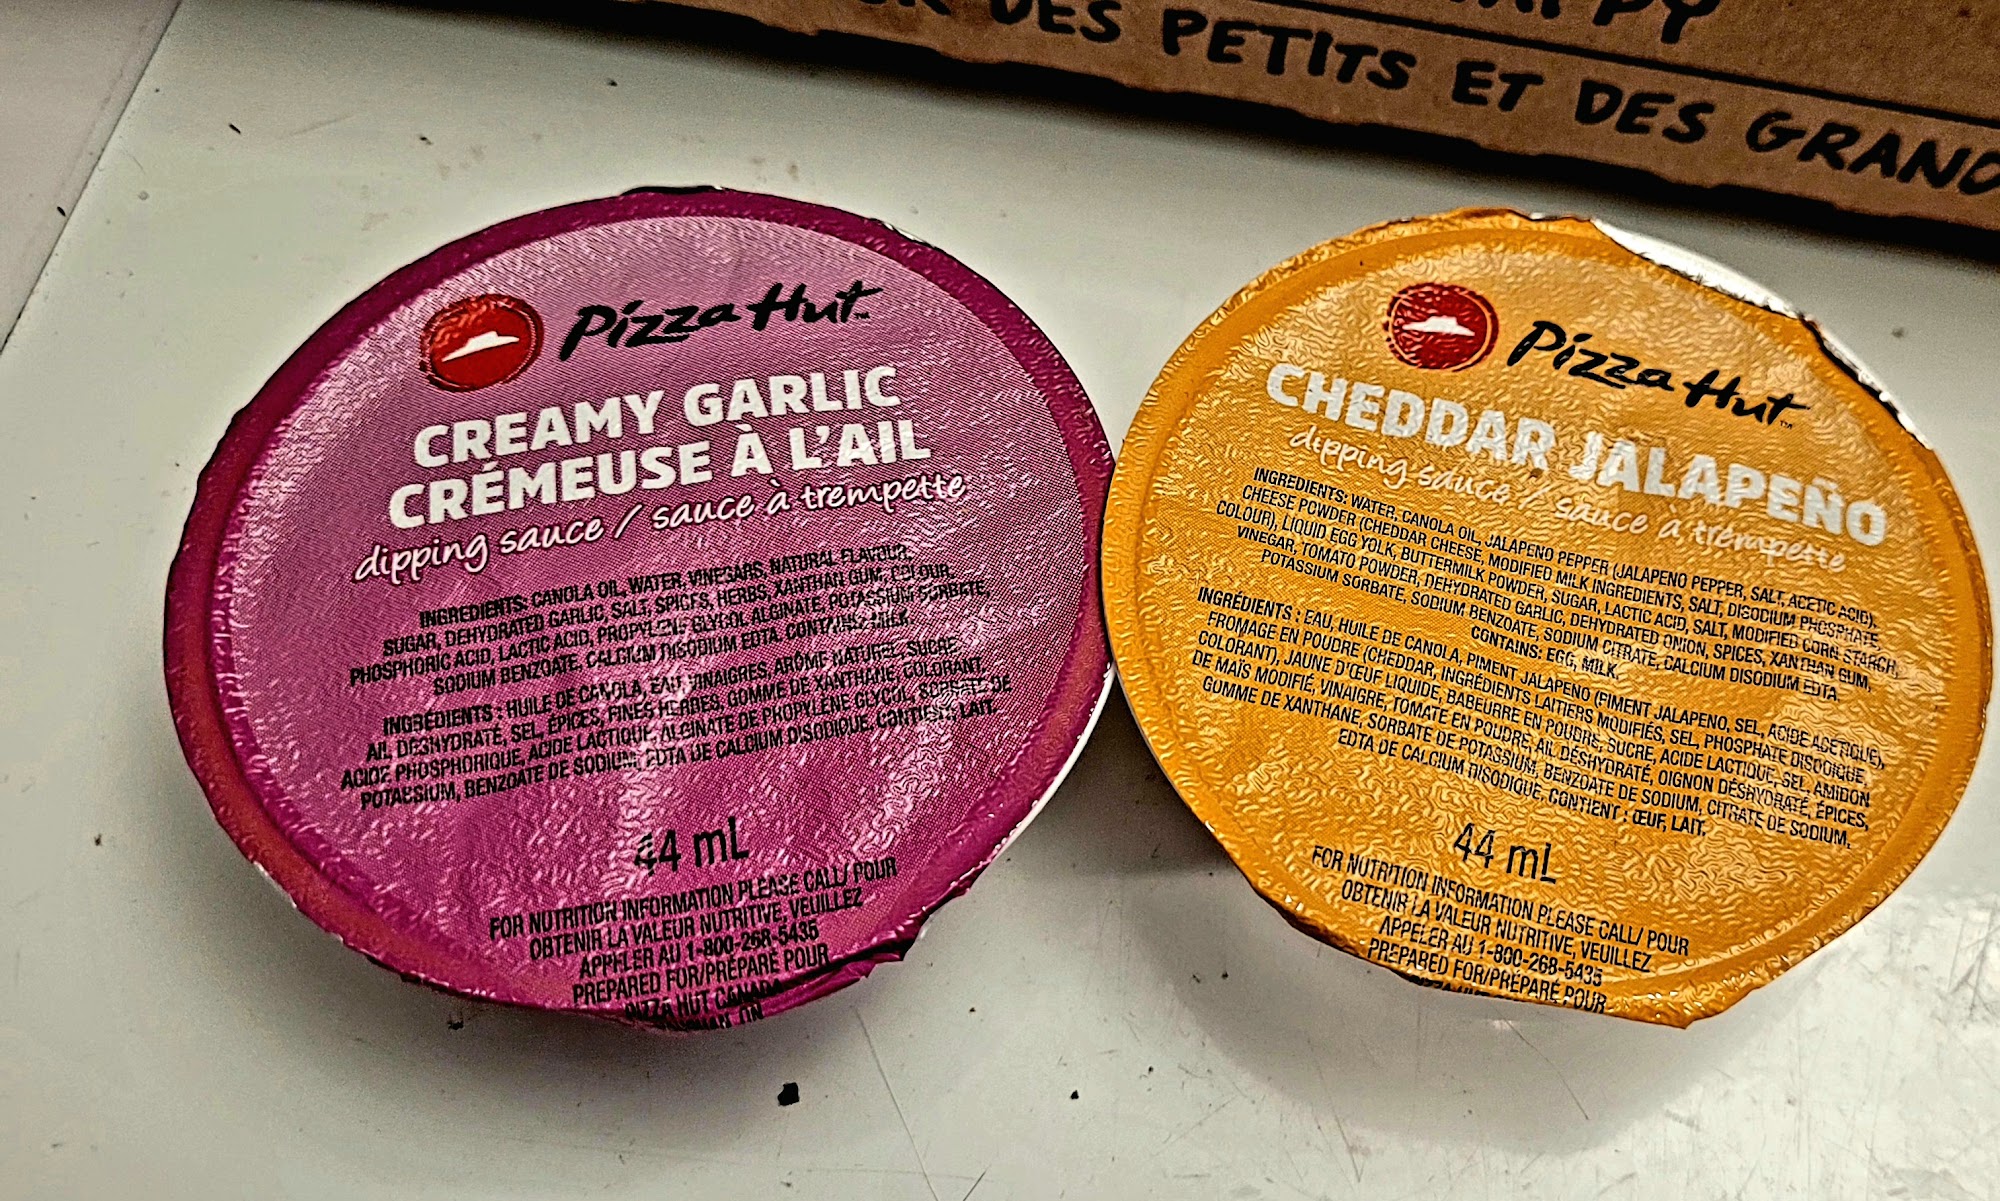 DES PETITS ET DES GRAND
Pizza Hut
CREAMY GARLIC
CRÉMEUSE À L'AIL
dipping sauce / sauce à trempette
INGREDIENTS: CANOLA OIL, WATER, VINEGARS, NATURAL FLAVOUR,
SUGAR, DEHYDRATED GARLIC, SALT, SPICES, HERBS, XANTHAN GUM, COLOUR,
PHOSPHORIC ACID, LACTIC ACID, PROPYLENE GLYCOL ALGINATE, POTASSIUM SORBATE,
SODIUM BENZOATE, CALCIUM DISODIUM EDTA. CONTAINS: MILK.
INGRÉDIENTS : HUILE DE CANOLA, EAU, VINAIGRES, ARÔME NATUREL, SUCRE,
AIL DÉSHYDRATÉ, SEL, ÉPICES, FINES HERBES, GOMME DE XANTHANE, COLORANT,
ACIDE PHOSPHORIQUE, ACIDE LACTIQUE, ALGINATE DE PROPYLÈNE GLYCOL, SORBATE DE
POTASSIUM, BENZOATE DE SODIUM, EDTA DE CALCIUM DISODIQUE. CONTIENT: LAIT.
44 mL
FOR NUTRITION INFORMATION PLEASE CALL/ POUR
OBTENIR LA VALEUR NUTRITIVE, VEUILLEZ
APPELER AU 1-800-268-5435
PREPARED FOR/PRÉPARÉ POUR
PIZZA HUT CANADA
Pizza Hut
CHEDDAR JALAPEÑO
dipping sauce / sauce à trempette
INGREDIENTS: WATER, CANOLA OIL, JALAPENO PEPPER (JALAPENO PEPPER, SALT, ACETIC ACID),
CHEESE POWDER (CHEDDAR CHEESE, MODIFIED MILK INGREDIENTS, SALT, DISODIUM PHOSPHATE,
COLOUR), LIQUID EGG YOLK, BUTTERMILK POWDER, SUGAR, LACTIC ACID, SALT, MODIFIED CORN STARCH,
VINEGAR, TOMATO POWDER, DEHYDRATED GARLIC, DEHYDRATED ONION, SPICES, XANTHAN GUM,
POTASSIUM SORBATE, SODIUM BENZOATE, SODIUM CITRATE, CALCIUM DISODIUM EDTA.
CONTAINS: EGG, MILK.
INGRÉDIENTS : EAU, HUILE DE CANOLA, PIMENT JALAPENO (PIMENT JALAPENO, SEL, ACIDE ACÉTIQUE),
FROMAGE EN POUDRE (CHEDDAR, INGRÉDIENTS LAITIERS MODIFIÉS, SEL, PHOSPHATE DISODIQUE,
COLORANT), JAUNE D'ŒUF LIQUIDE, BABEURRE EN POUDRE, SUCRE, ACIDE LACTIQUE, SEL, AMIDON
DE MAÏS MODIFIÉ, VINAIGRE, TOMATE EN POUDRE, AIL DÉSHYDRATÉ, OIGNON DÉSHYDRATÉ, ÉPICES,
GOMME DE XANTHANE, SORBATE DE POTASSIUM, BENZOATE DE SODIUM, CITRATE DE SODIUM,
EDTA DE CALCIUM DISODIQUE. CONTIENT : ŒUF, LAIT.
44 mL
FOR NUTRITION INFORMATION PLEASE CALL/ POUR
OBTENIR LA VALEUR NUTRITIVE, VEUILLEZ
APPELER AU 1-800-268-5435
PREPARED FOR/PRÉPARÉ POUR